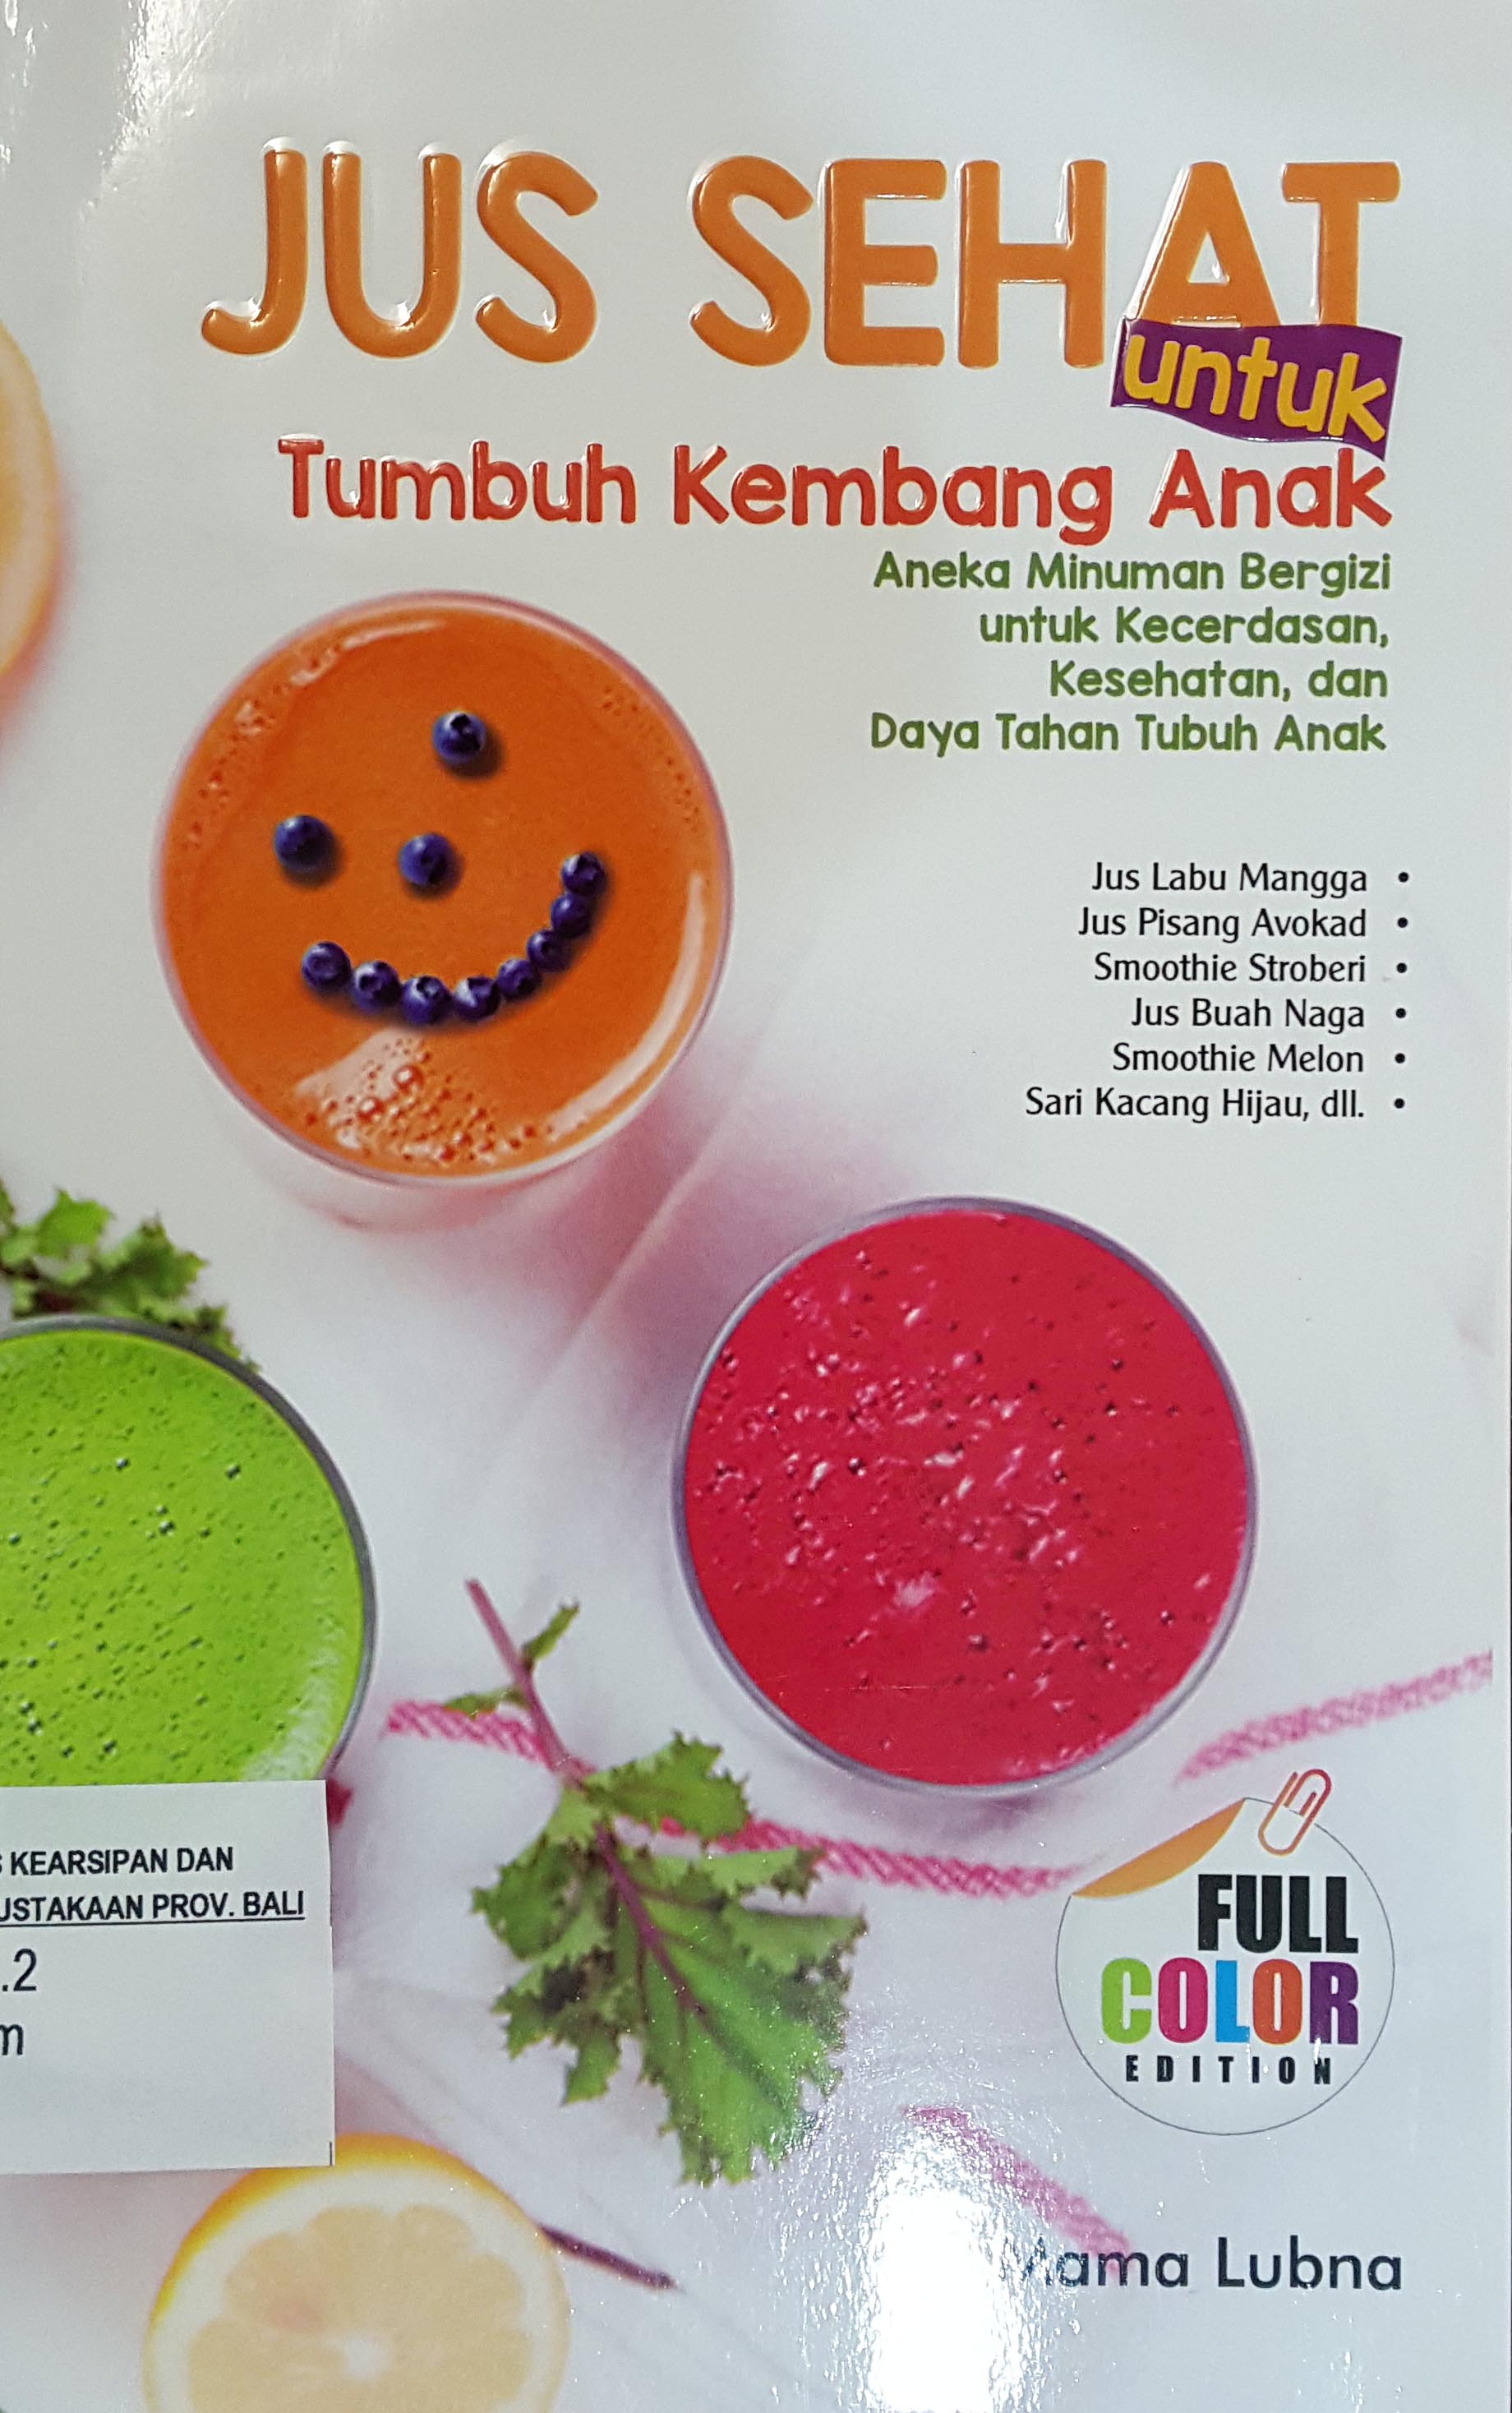 JUS SEHAT
untuk
Tumbuh Kembang Anak
Aneka Minuman Bergizi
untuk Kecerdasan,
Kesehatan, dan
Daya Tahan Tubuh Anak
Jus Labu Mangga •
Jus Pisang Avokad •
Smoothie Stroberi •
Jus Buah Naga •
Smoothie Melon •
Sari Kacang Hijau, dll. •
KEARSIPAN DAN
USTAKAAN PROV. BALI
.2
m
FULL
COLOR
EDITION
Mama Lubna